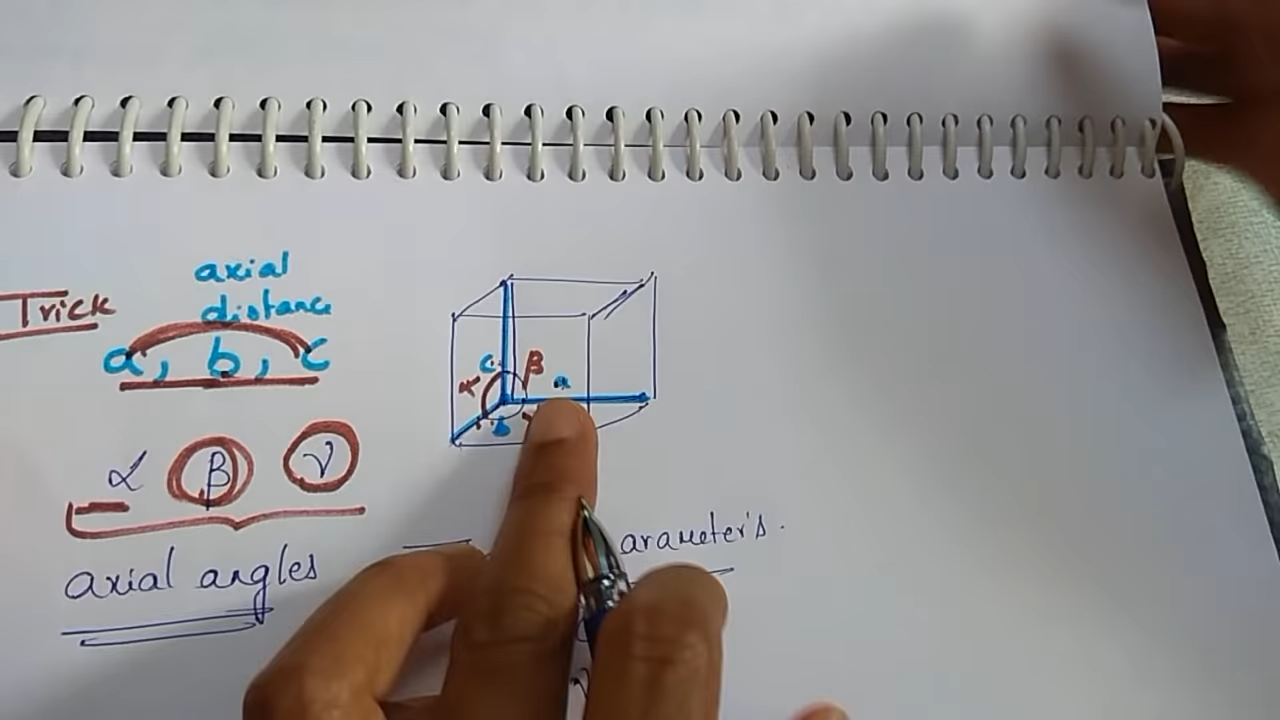 Trick
axial
distance
a, b, c
α β γ
axial angles
c β
α a
b
arameter's.